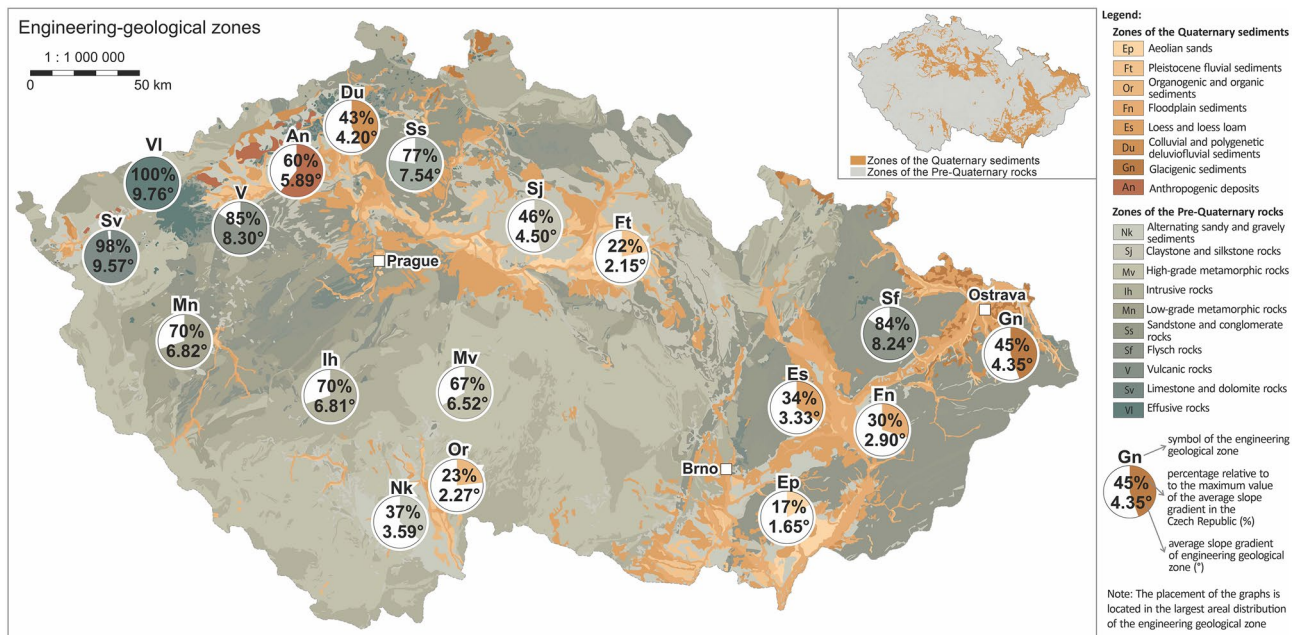 Engineering-geological zones
1 : 1 000 000
0 50 km
Vl
100%
9.76°
Sv
98%
9.57°
V
85%
8.30°
An
60%
5.89°
Du
43%
4.20°
Ss
77%
7.54°
Sj
46%
4.50°
Ft
22%
2.15°
Prague
Mn
70%
6.82°
Ih
70%
6.81°
Mv
67%
6.52°
Or
23%
2.27°
Nk
37%
3.59°
Sf
84%
8.24°
Ostrava
Gn
45%
4.35°
Es
34%
3.33°
Fn
30%
2.90°
Brno
Ep
17%
1.65°
Zones of the Quaternary sediments
Zones of the Pre-Quaternary rocks
Legend:
Zones of the Quaternary sediments
Ep Aeolian sands
Ft Pleistocene fluvial sediments
Or Organogenic and organic
sediments
Fn Floodplain sediments
Es Loess and loess loam
Du Colluvial and polygenetic
deluviofluvial sediments
Gn Glacigenic sediments
An Anthropogenic deposits
Zones of the Pre-Quaternary rocks
Nk Alternating sandy and gravely
sediments
Sj Claystone and silkstone rocks
Mv High-grade metamorphic rocks
Ih Intrusive rocks
Mn Low-grade metamorphic rocks
Ss Sandstone and conglomerate
rocks
Sf Flysch rocks
V Vulcanic rocks
Sv Limestone and dolomite rocks
Vl Effusive rocks
Gn
45%
4.35°
symbol of the engineering
geological zone
percentage relative
to the maximum value
of the average slope
gradient in the
Czech Republic (%)
average slope gradient
of engineering geological
zone (°)
Note: The placement of the graphs is
located in the largest areal distribution
of the engineering geological zone